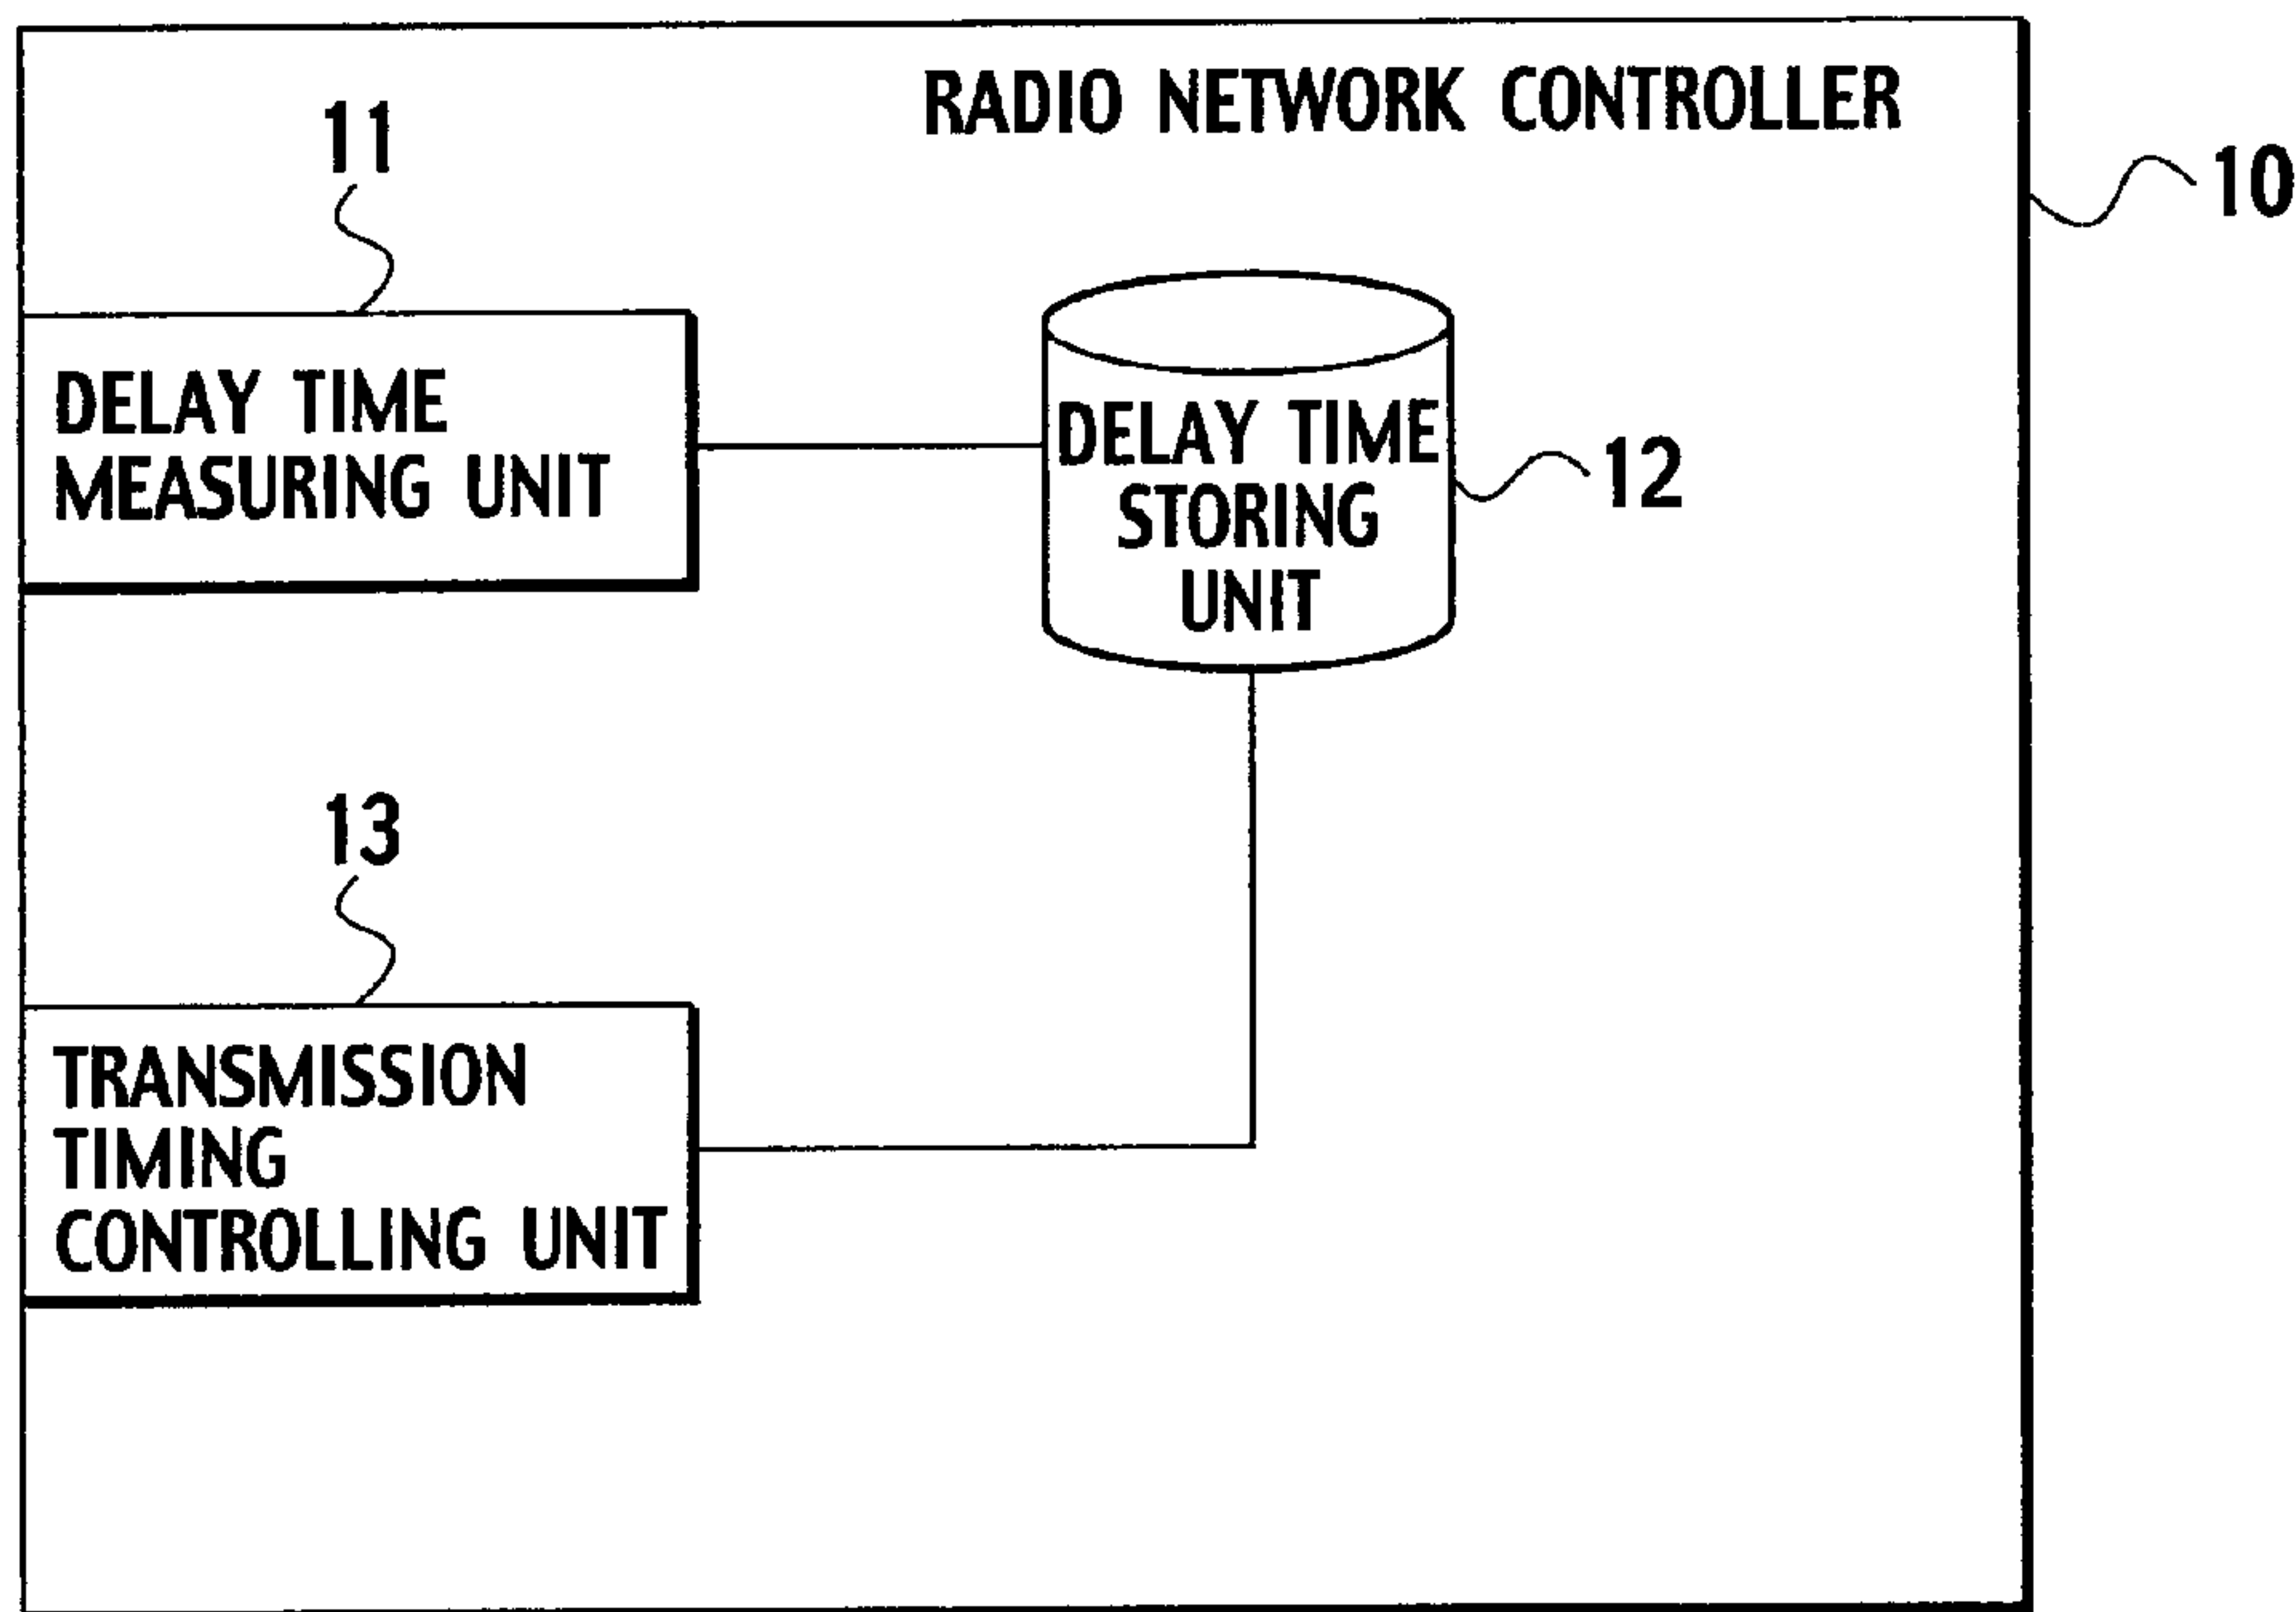 RADIO NETWORK CONTROLLER
11
10
DELAY TIME
MEASURING UNIT
DELAY TIME
STORING
UNIT
12
13
TRANSMISSION
TIMING
CONTROLLING UNIT